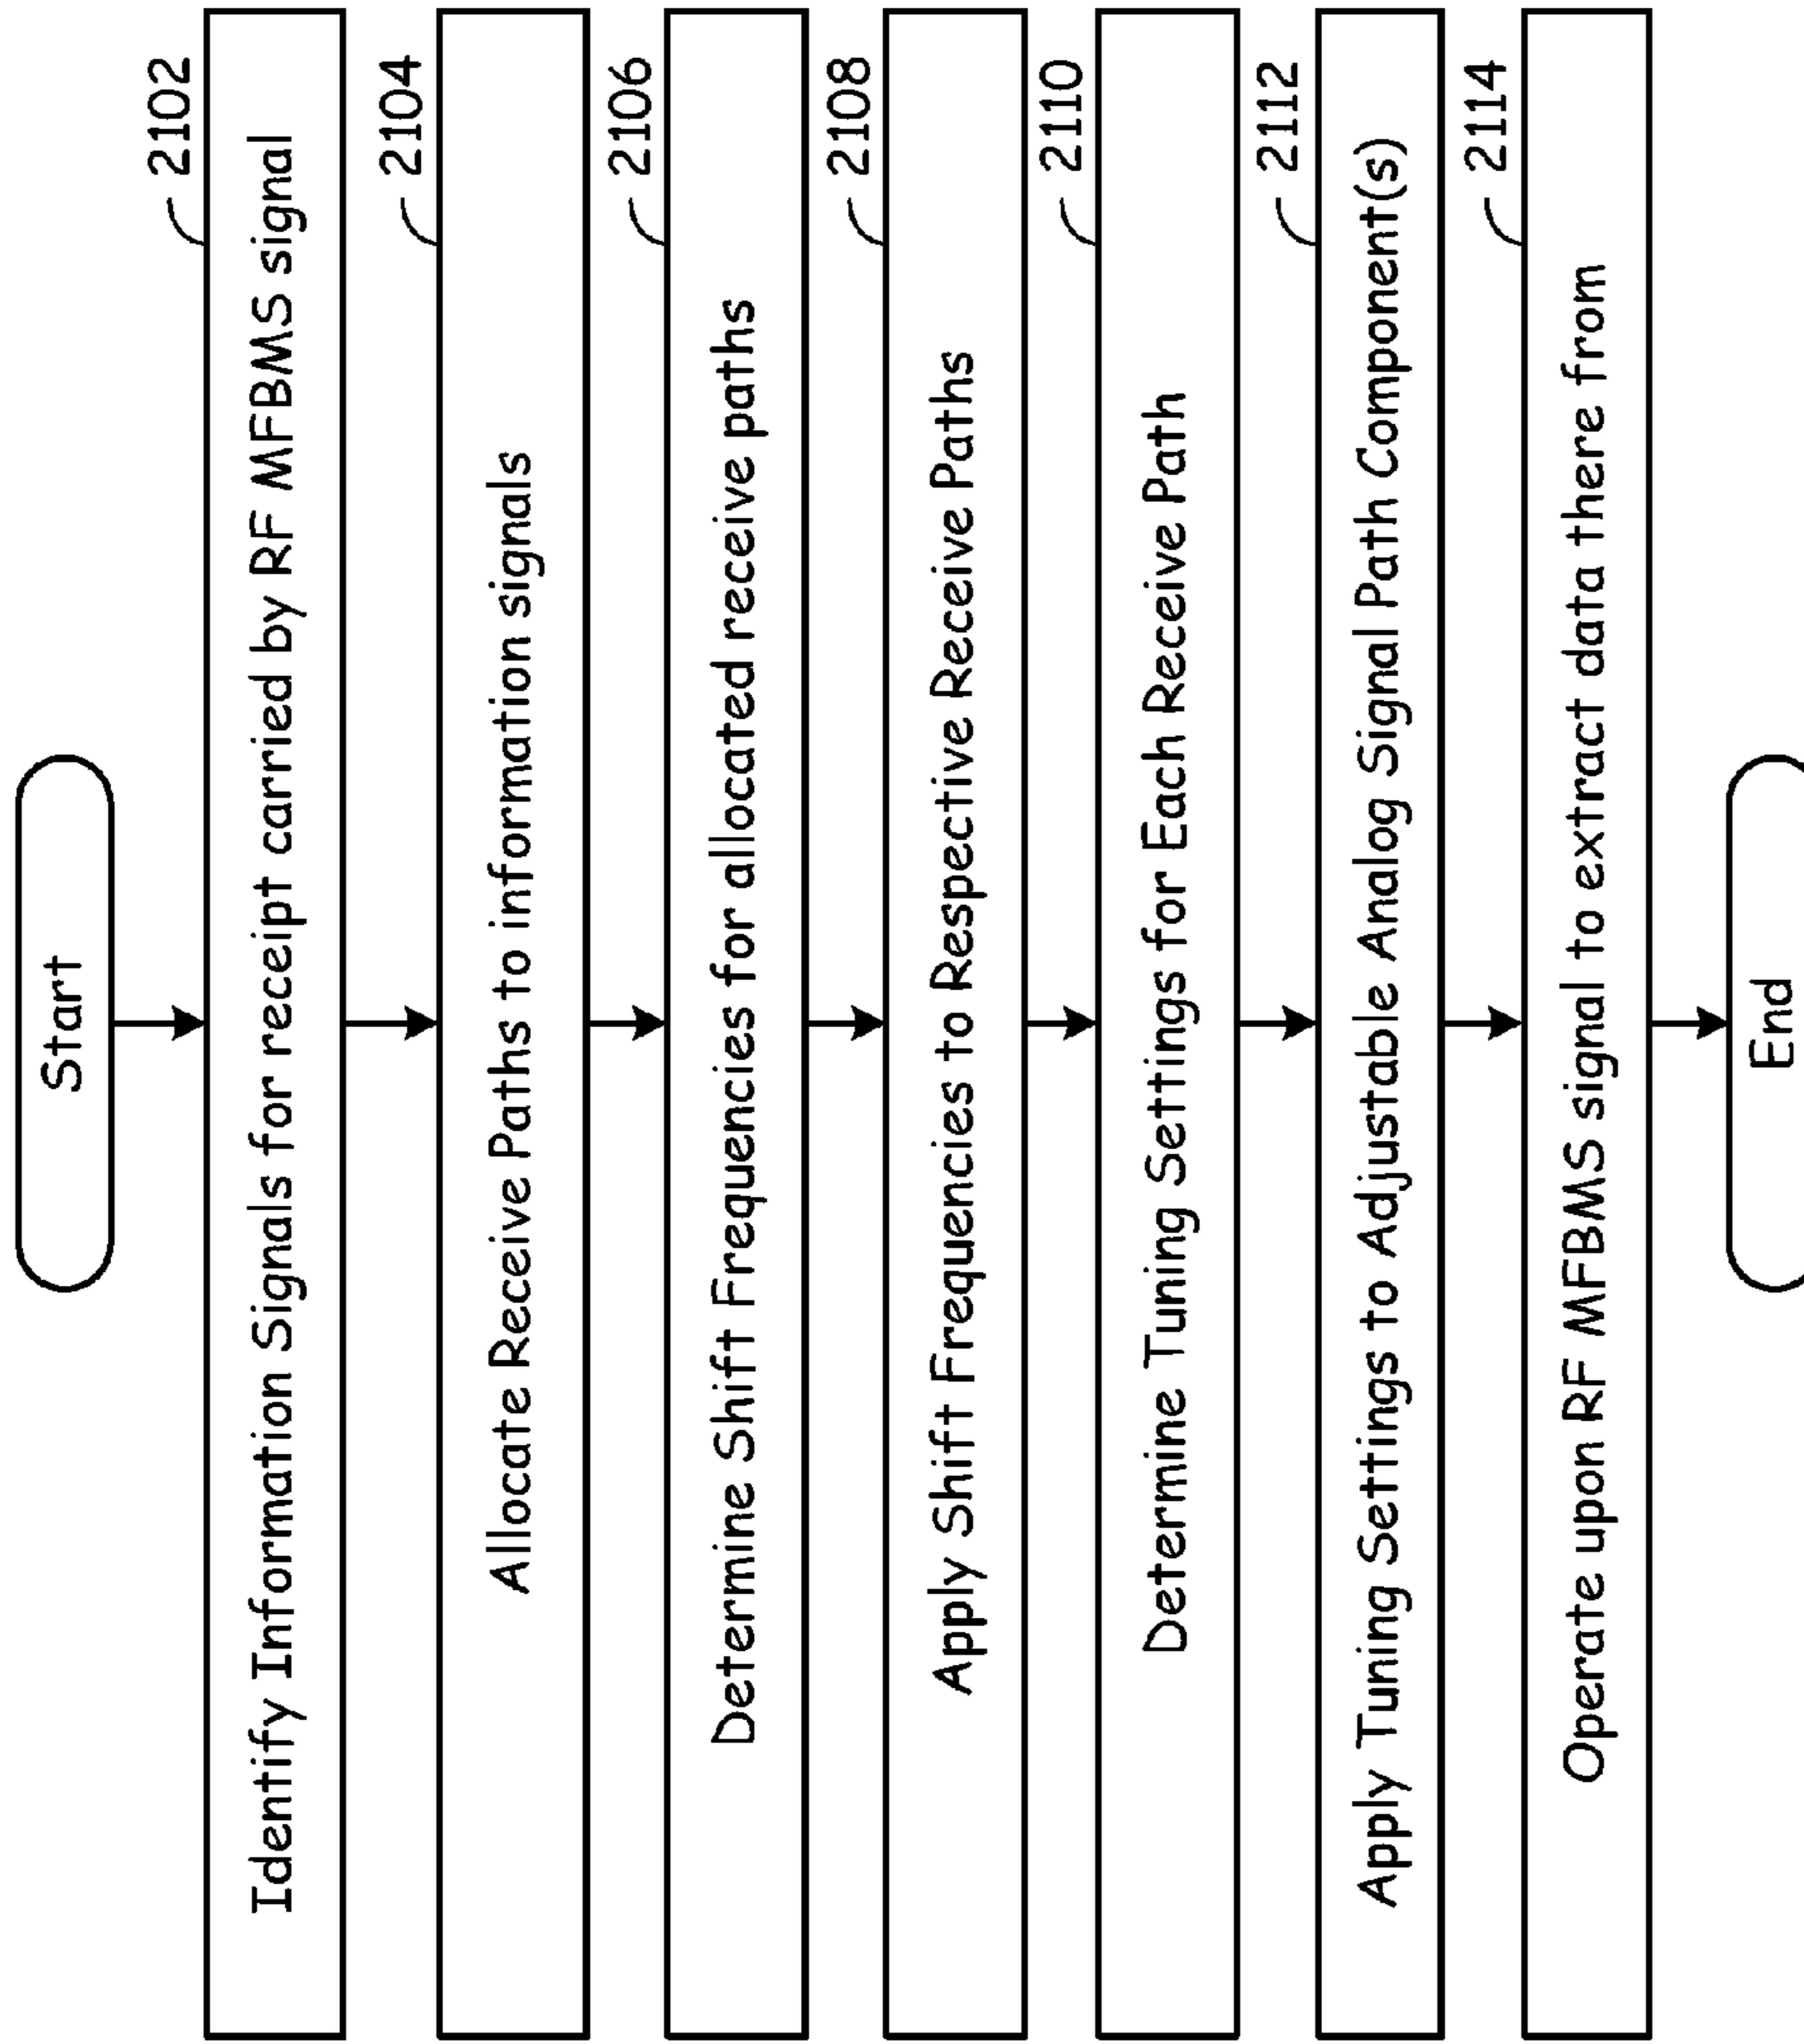 Start
2102
Identify Information Signals for receipt carried by RF MFBMS signal
2104
Allocate Receive Paths to information signals
2106
Determine Shift Frequencies for allocated receive paths
2108
Apply Shift Frequencies to Respective Receive Paths
2110
Determine Tuning Settings for Each Receive Path
2112
Apply Tuning Settings to Adjustable Analog Signal Path Component(s)
2114
Operate upon RF MFBMS signal to extract data there from
End